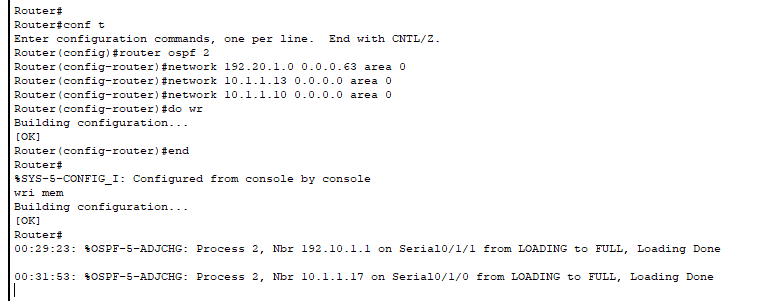 Router#
Router#conf t
Enter configuration commands, one per line.  End with CNTL/Z.
Router(config)#router ospf 2
Router(config-router)#network 192.20.1.0 0.0.0.63 area 0
Router(config-router)#network 10.1.1.13 0.0.0.0 area 0
Router(config-router)#network 10.1.1.10 0.0.0.0 area 0
Router(config-router)#do wr
Building configuration...
[OK]
Router(config-router)#end
Router#
%SYS-5-CONFIG_I: Configured from console by console
wri mem
Building configuration...
[OK]
Router#
00:29:23: %OSPF-5-ADJCHG: Process 2, Nbr 192.10.1.1 on Serial0/1/1 from LOADING to FULL, Loading Done
00:31:53: %OSPF-5-ADJCHG: Process 2, Nbr 10.1.1.17 on Serial0/1/0 from LOADING to FULL, Loading Done